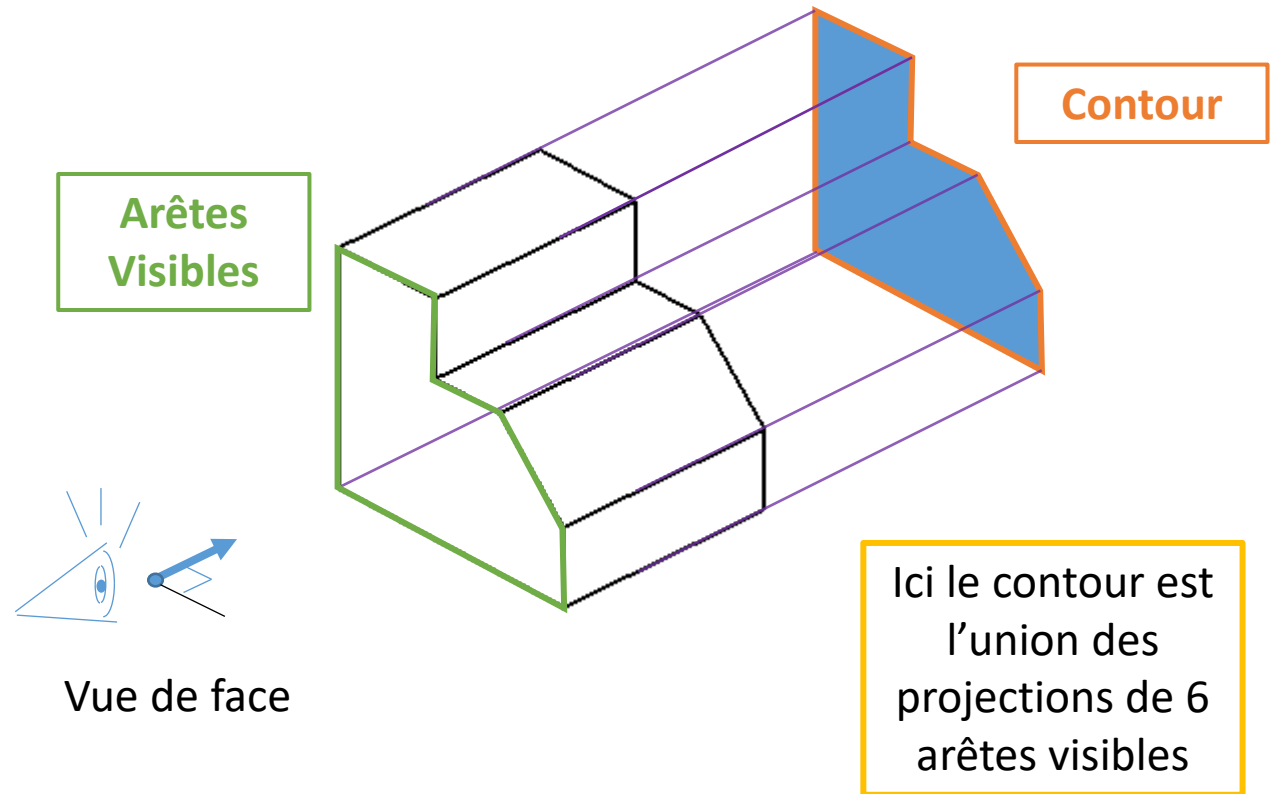 Contour
Arêtes
Visibles
Vue de face
Ici le contour est
l’union des
projections de 6
arêtes visibles